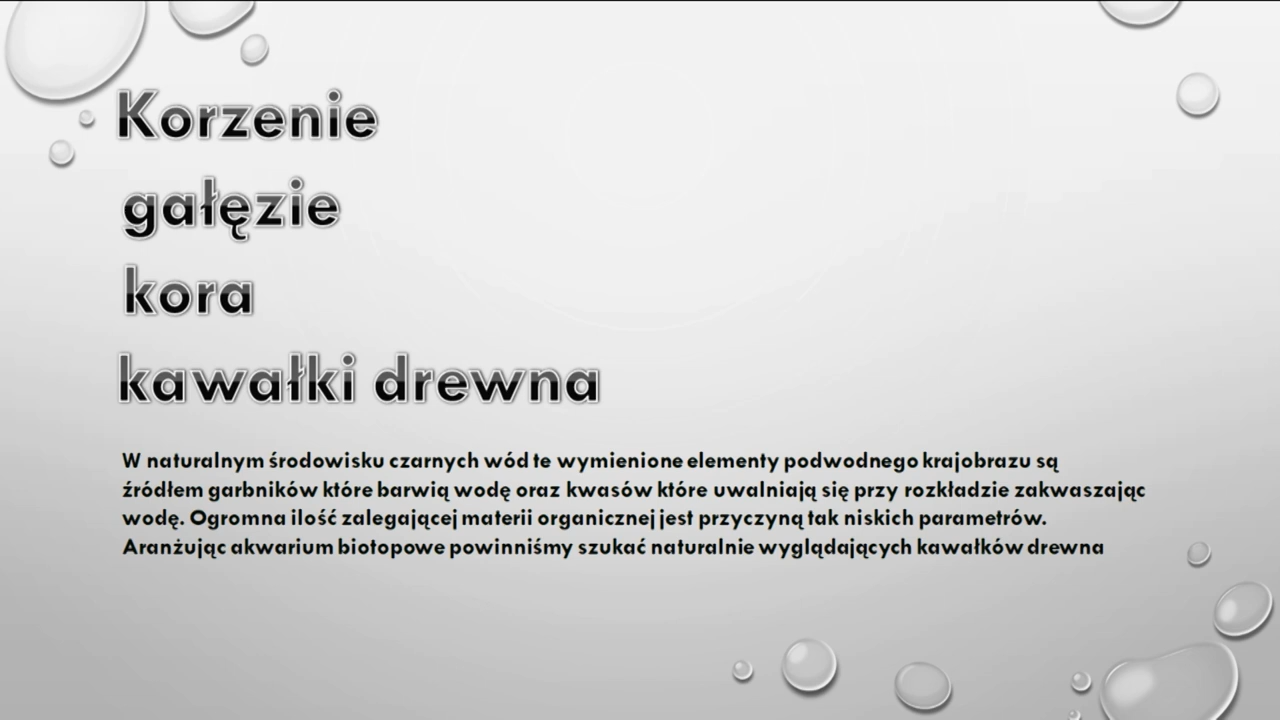 Korzenie
gałęzie
kora
kawałki drewna
W naturalnym środowisku czarnych wód te wymienione elementy podwodnego krajobrazu są
źródłem garbników które barwią wodę oraz kwasów które uwalniają się przy rozkładzie zakwaszając
wodę. Ogromna ilość zalegającej materii organicznej jest przyczyną tak niskich parametrów.
Aranżując akwarium biotopowe powinniśmy szukać naturalnie wyglądających kawałków drewna